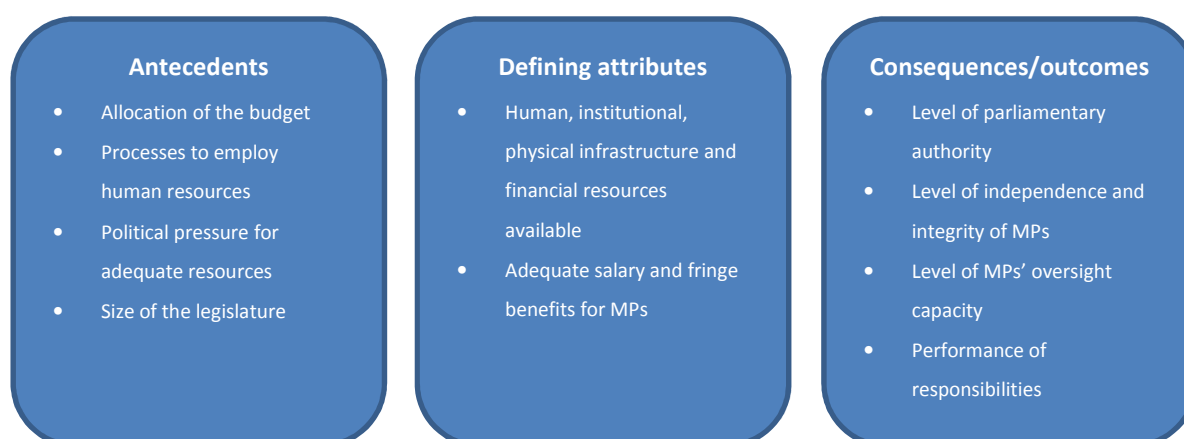 Antecedents
• Allocation of the budget
• Processes to employ
human resources
• Political pressure for
adequate resources
• Size of the legislature
Defining attributes
• Human, institutional,
physical infrastructure and
financial resources
available
• Adequate salary and fringe
benefits for MPs
Consequences/outcomes
• Level of parliamentary
authority
• Level of independence and
integrity of MPs
• Level of MPs’ oversight
capacity
• Performance of
responsibilities